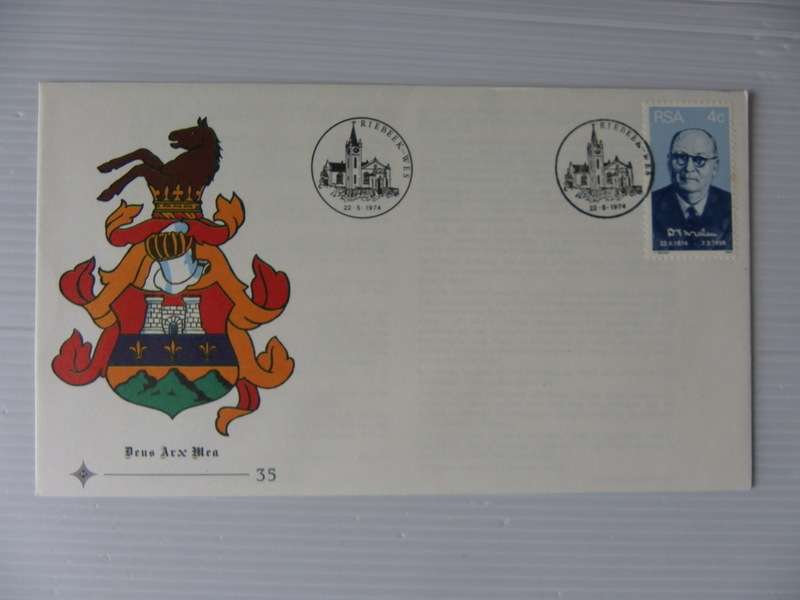 RIEBEEK-WES
22-5-1974
RIEBEEK-WES
22-5-1974
RSA 4c
D F Malan
22.5.1874 7.2.1959
Deus Arx Mea
35